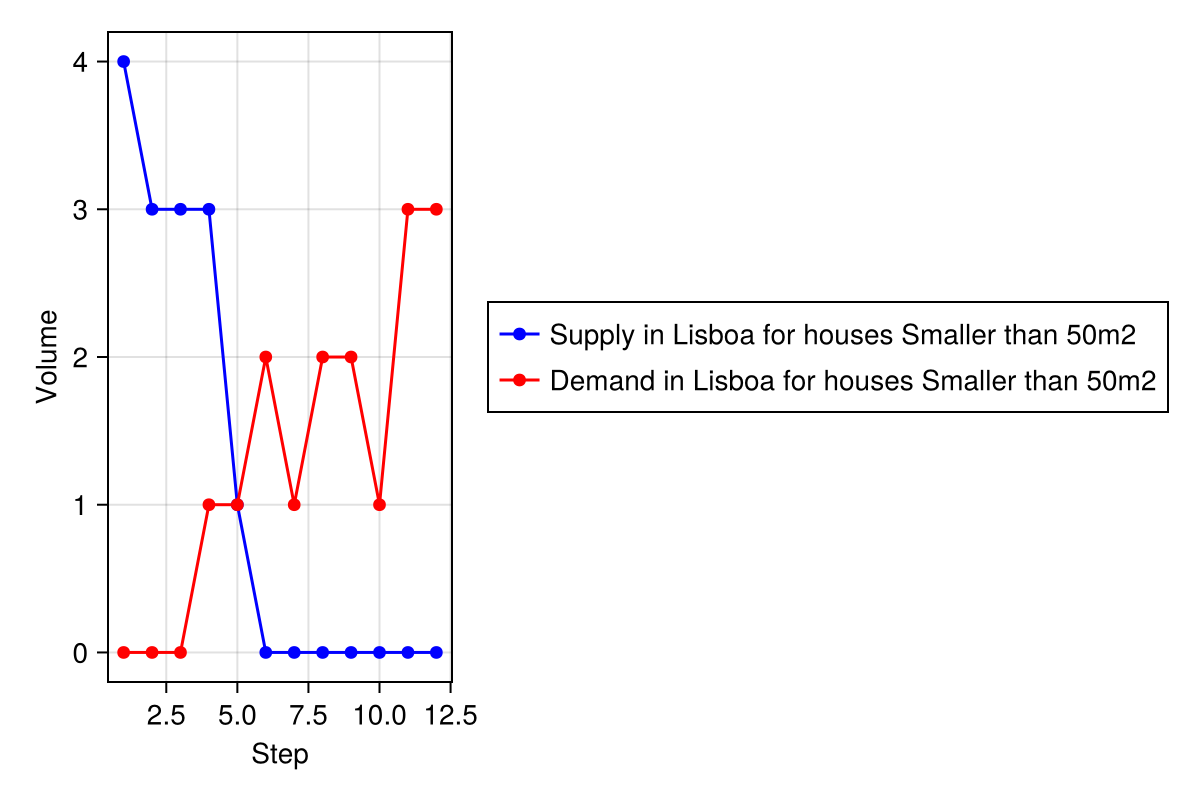 4
3
2
1
0
Volume
2.5 5.0 7.5 10.0 12.5
Step
Supply in Lisboa for houses Smaller than 50m2
Demand in Lisboa for houses Smaller than 50m2